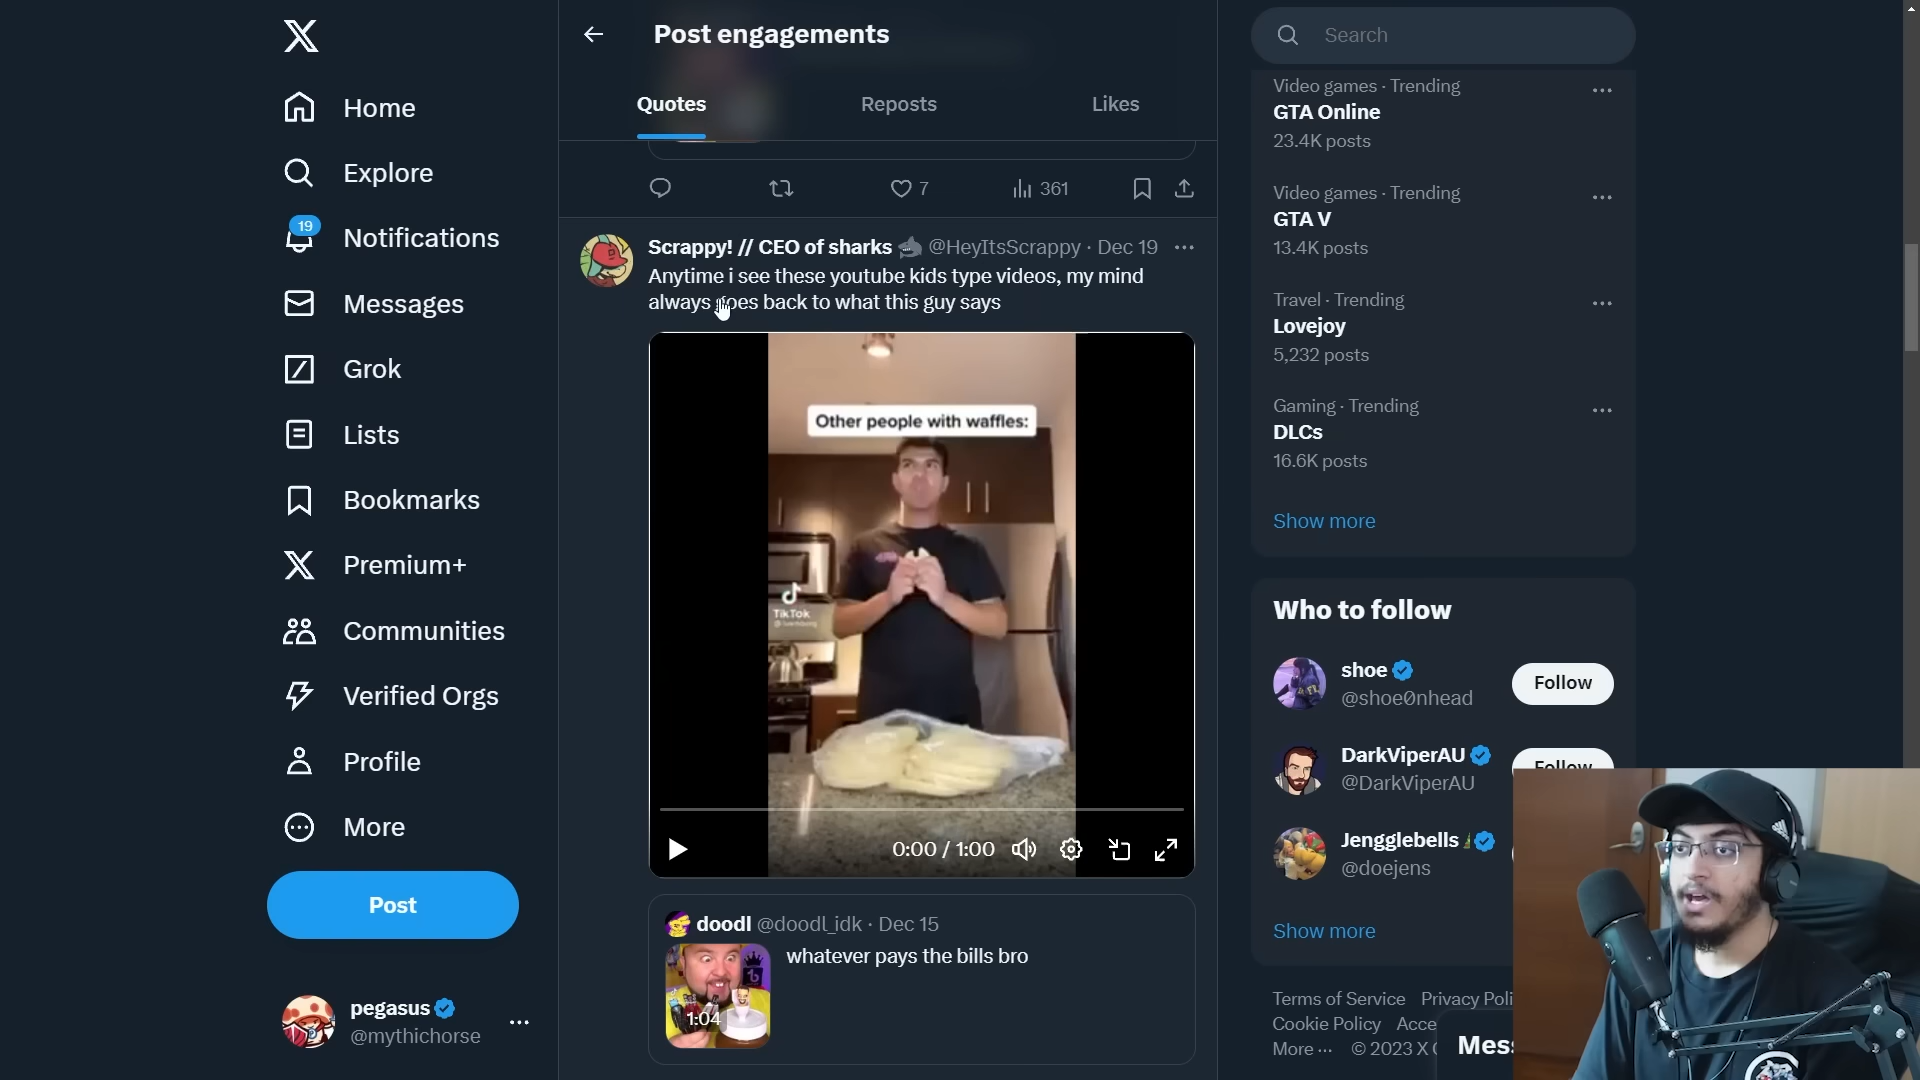 Home
Explore
19
Notifications
Messages
Grok
Lists
Bookmarks
Premium+
Communities
Verified Orgs
Profile
More
Post
pegasus
@mythichorse
Post engagements
Quotes
Reposts
Likes
7
361
Scrappy! // CEO of sharks @HeyItsScrappy · Dec 19
Anytime i see these youtube kids type videos, my mind
always goes back to what this guy says
Other people with waffles:
TikTok
0:00 / 1:00
doodl @doodl_idk · Dec 15
whatever pays the bills bro
1:04
Search
Video games · Trending
GTA Online
23.4K posts
Video games · Trending
GTA V
13.4K posts
Travel · Trending
Lovejoy
5,232 posts
Gaming · Trending
DLCs
16.6K posts
Show more
Who to follow
shoe
@shoe0nhead
Follow
DarkViperAU
@DarkViperAU
Follow
Jengglebells
@doejens
Show more
Terms of Service Privacy Poli
Cookie Policy Acce
More ··· © 2023 X
Mes